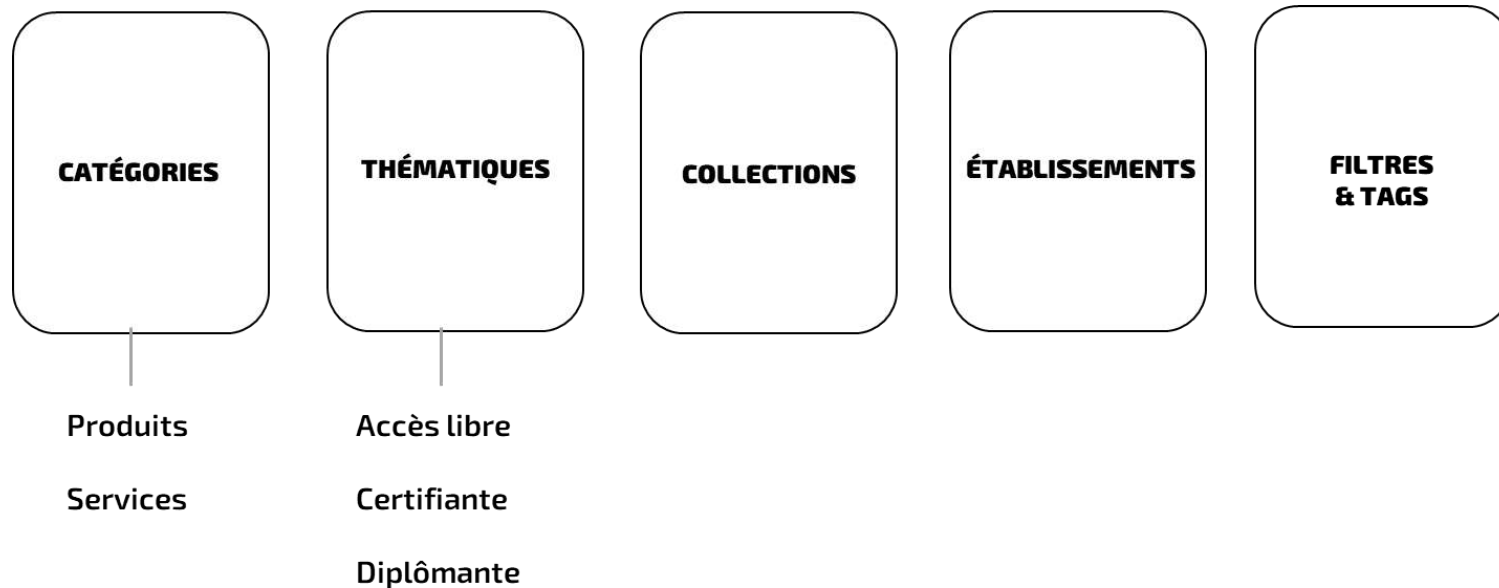 CATÉGORIES
THÉMATIQUES
COLLECTIONS
ÉTABLISSEMENTS
FILTRES
& TAGS
Produits
Services
Accès libre
Certifiante
Diplômante